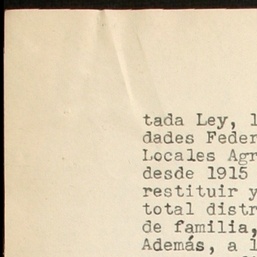 tada Ley, l
dades Feder
Locales Agr
desde 1915
restituir y
total distr
de familia,
Además, a l